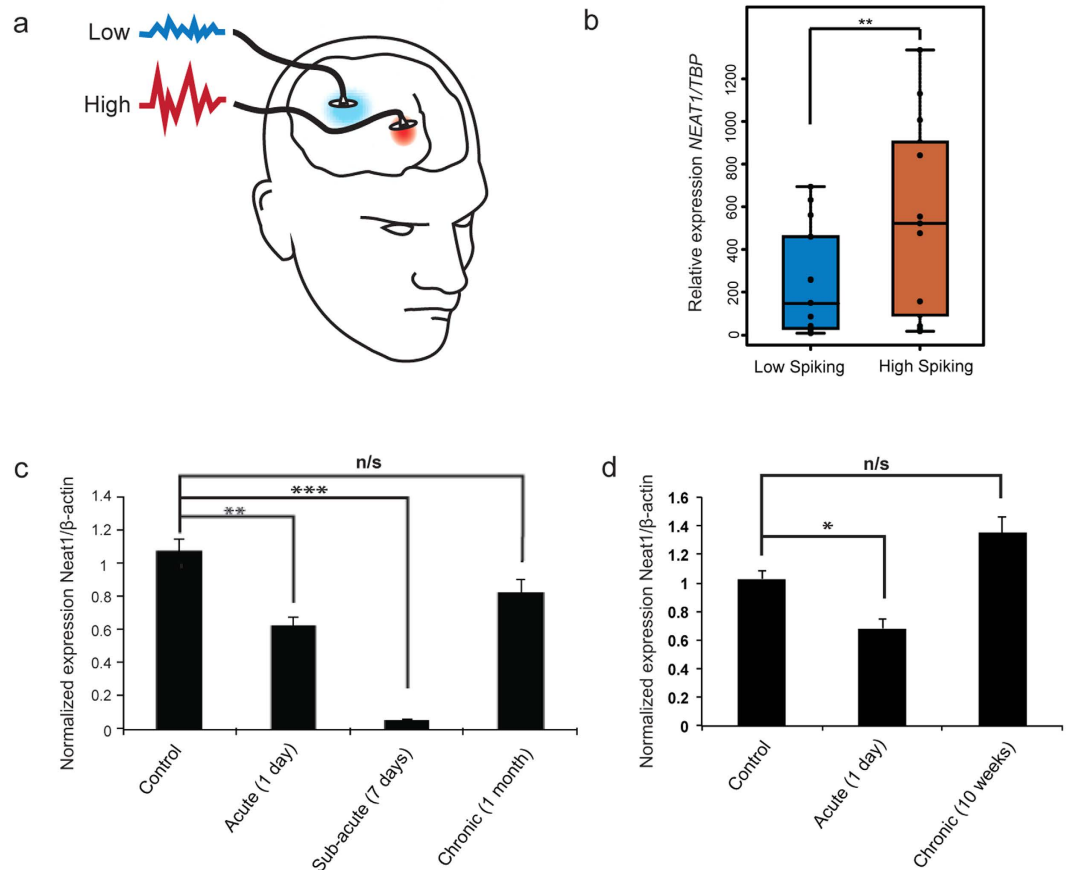 a
Low
High
b
**
Relative expression NEAT1/TBP
1200
1000
800
600
400
200
0
Low Spiking
High Spiking
c
n/s
***
**
Normalized expression Neat1/β-actin
1.4
1.2
1
0.8
0.6
0.4
0.2
0
Control
Acute (1 day)
Sub-acute (7 days)
Chronic (1 month)
d
n/s
*
Normalized expression Neat1/β-actin
1.6
1.4
1.2
1
0.8
0.6
0.4
0.2
0
Control
Acute (1 day)
Chronic (10 weeks)